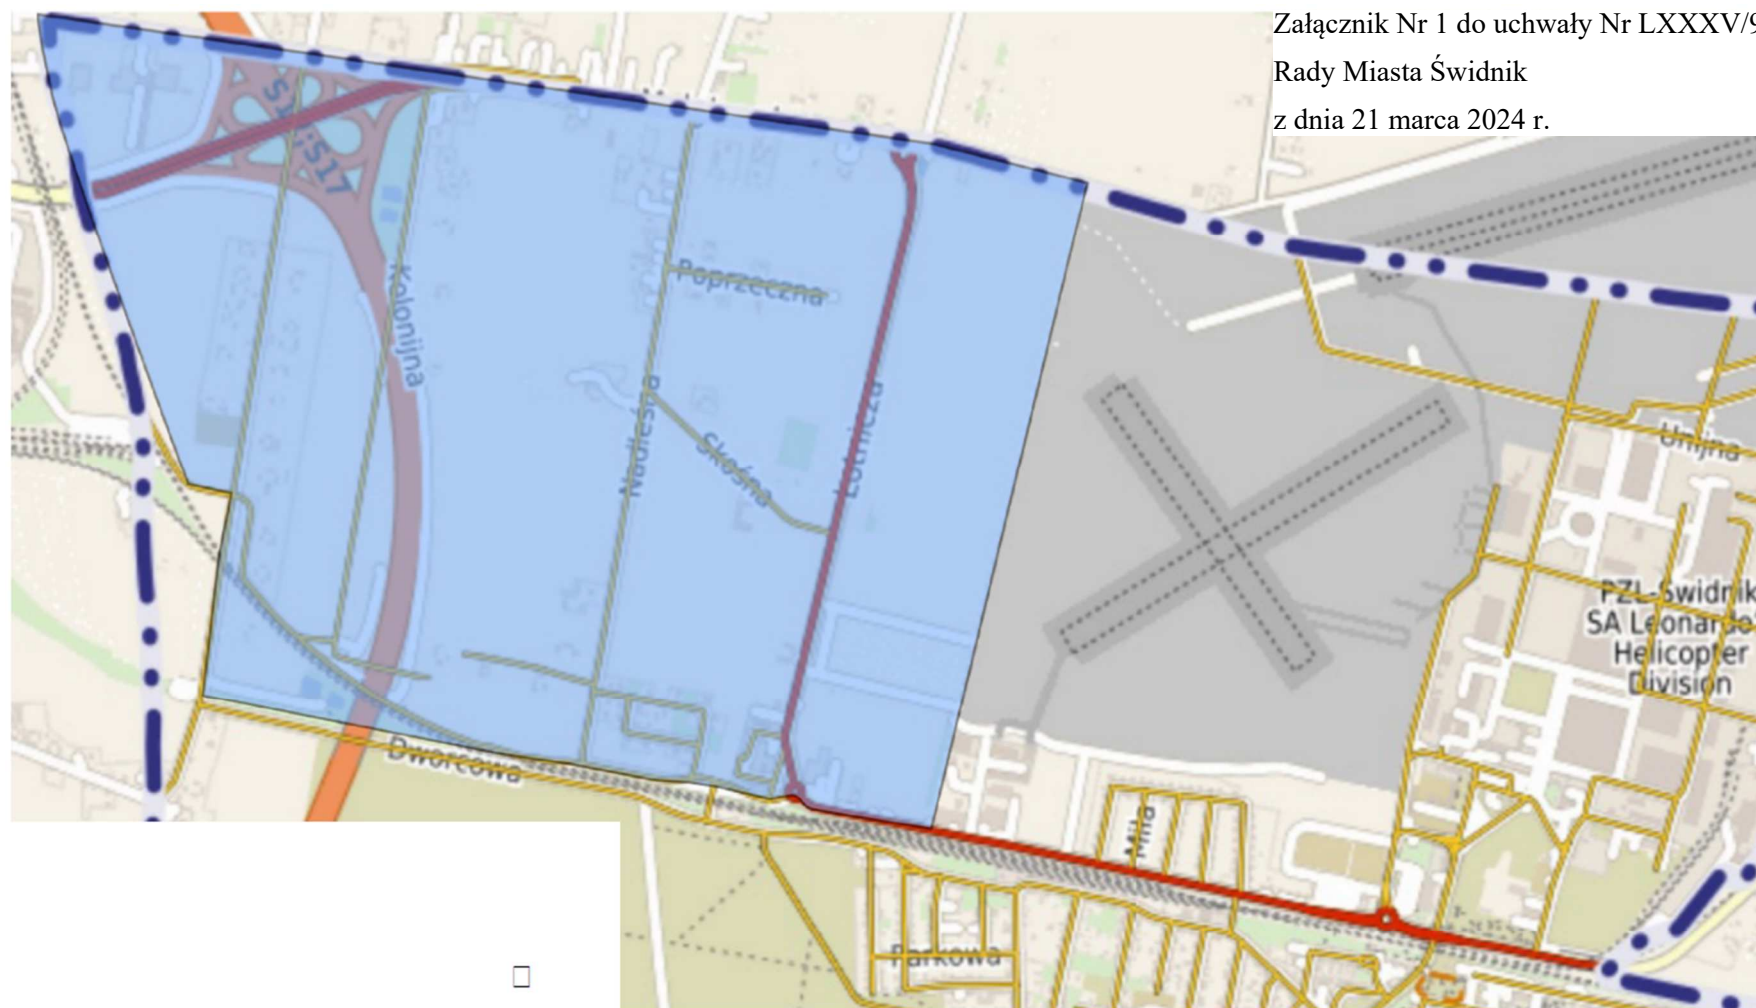 Załącznik Nr 1 do uchwały Nr LXXXV/9
Rady Miasta Świdnik
z dnia 21 marca 2024 r.
S17
Kolonijna
Poprzeczna
Nadleśna
Skośna
Lotnicza
Unijna
PZL-Świdnik
SA Leonardo
Helicopter
Division
Dworcowa
Miła
Parkowa